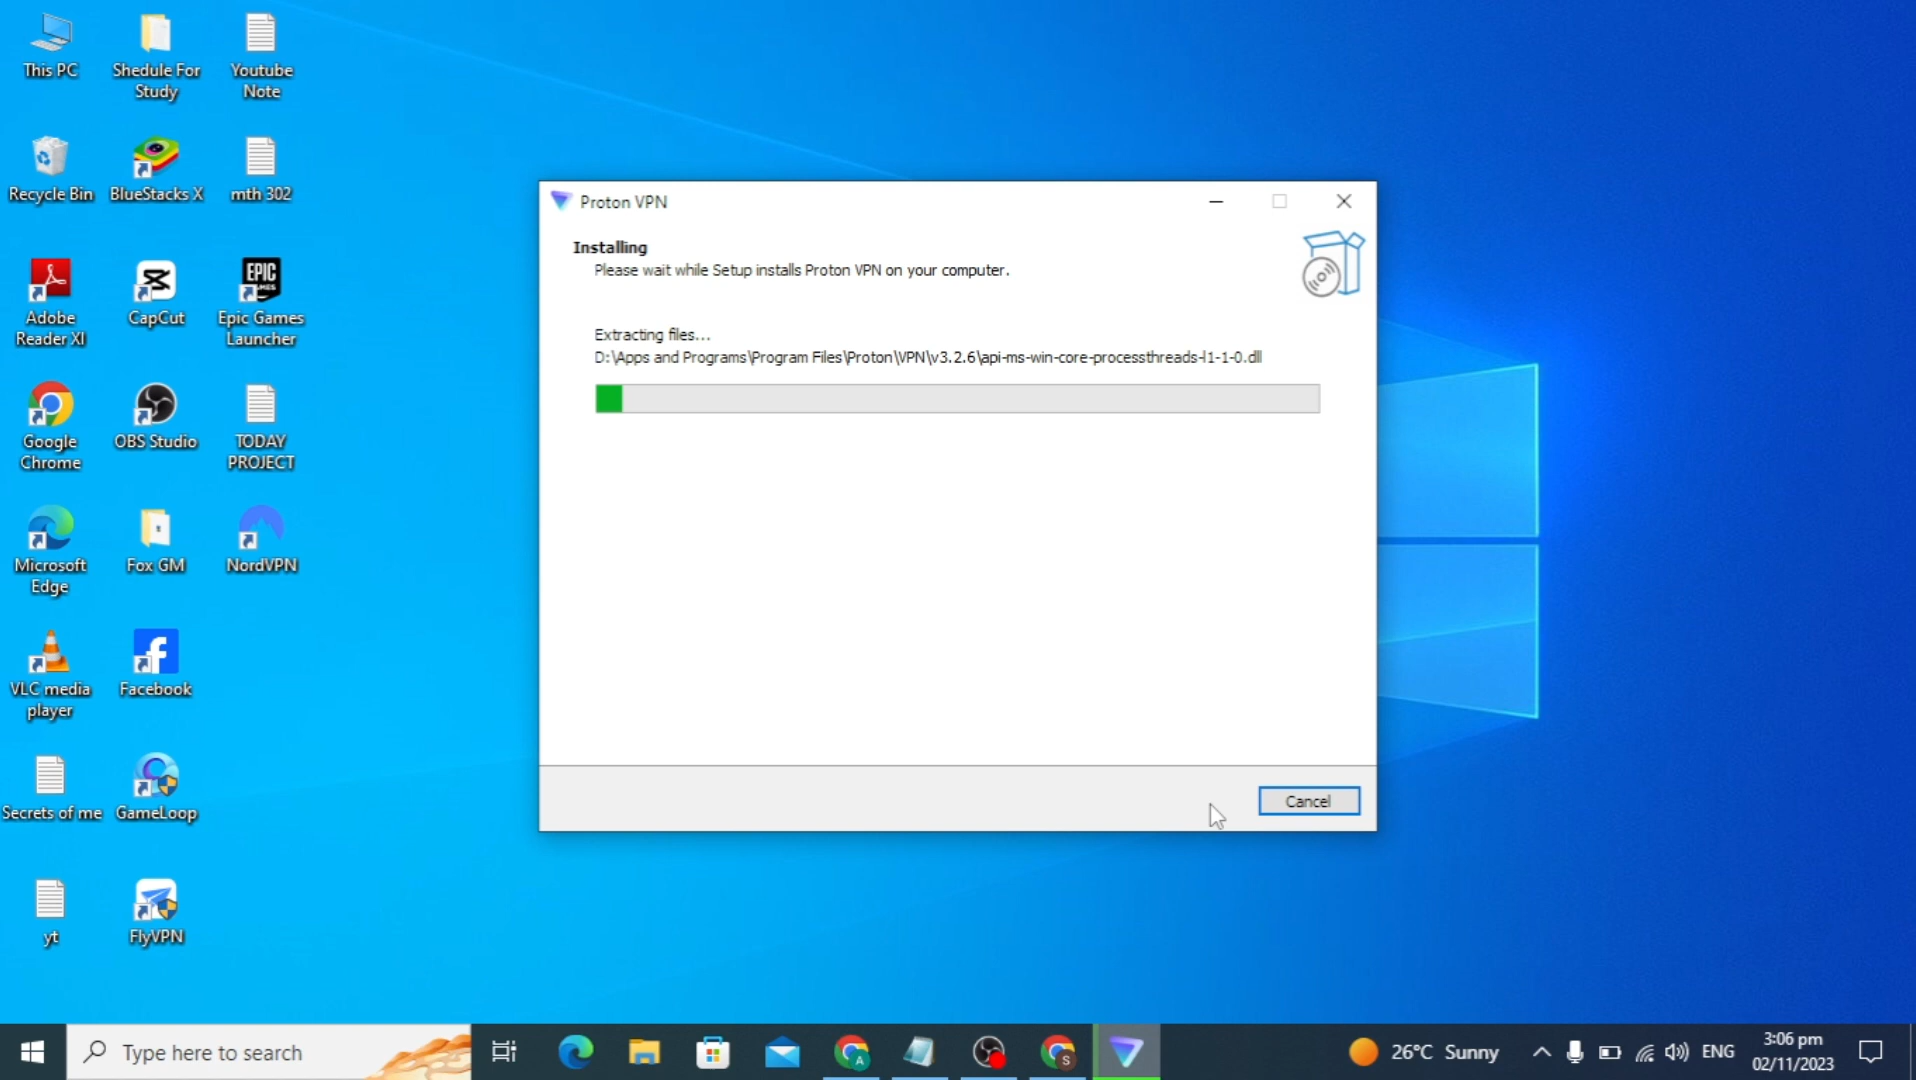 This PC
Shedule For
Study
Youtube
Note
Recycle Bin
BlueStacks X
mth 302
Adobe
Reader XI
CapCut
EPIC
GAMES
Epic Games
Launcher
Google
Chrome
OBS Studio
TODAY
PROJECT
Microsoft
Edge
Fox GM
NordVPN
VLC media
player
Facebook
Secrets of me
GameLoop
yt
FlyVPN
Proton VPN
Installing
Please wait while Setup installs Proton VPN on your computer.
Extracting files...
D:\Apps and Programs\Program Files\Proton\VPN\v3.2.6\api-ms-win-core-processthreads-l1-1-0.dll
Cancel
Type here to search
A
S
26°C Sunny
ENG
3:06 pm
02/11/2023